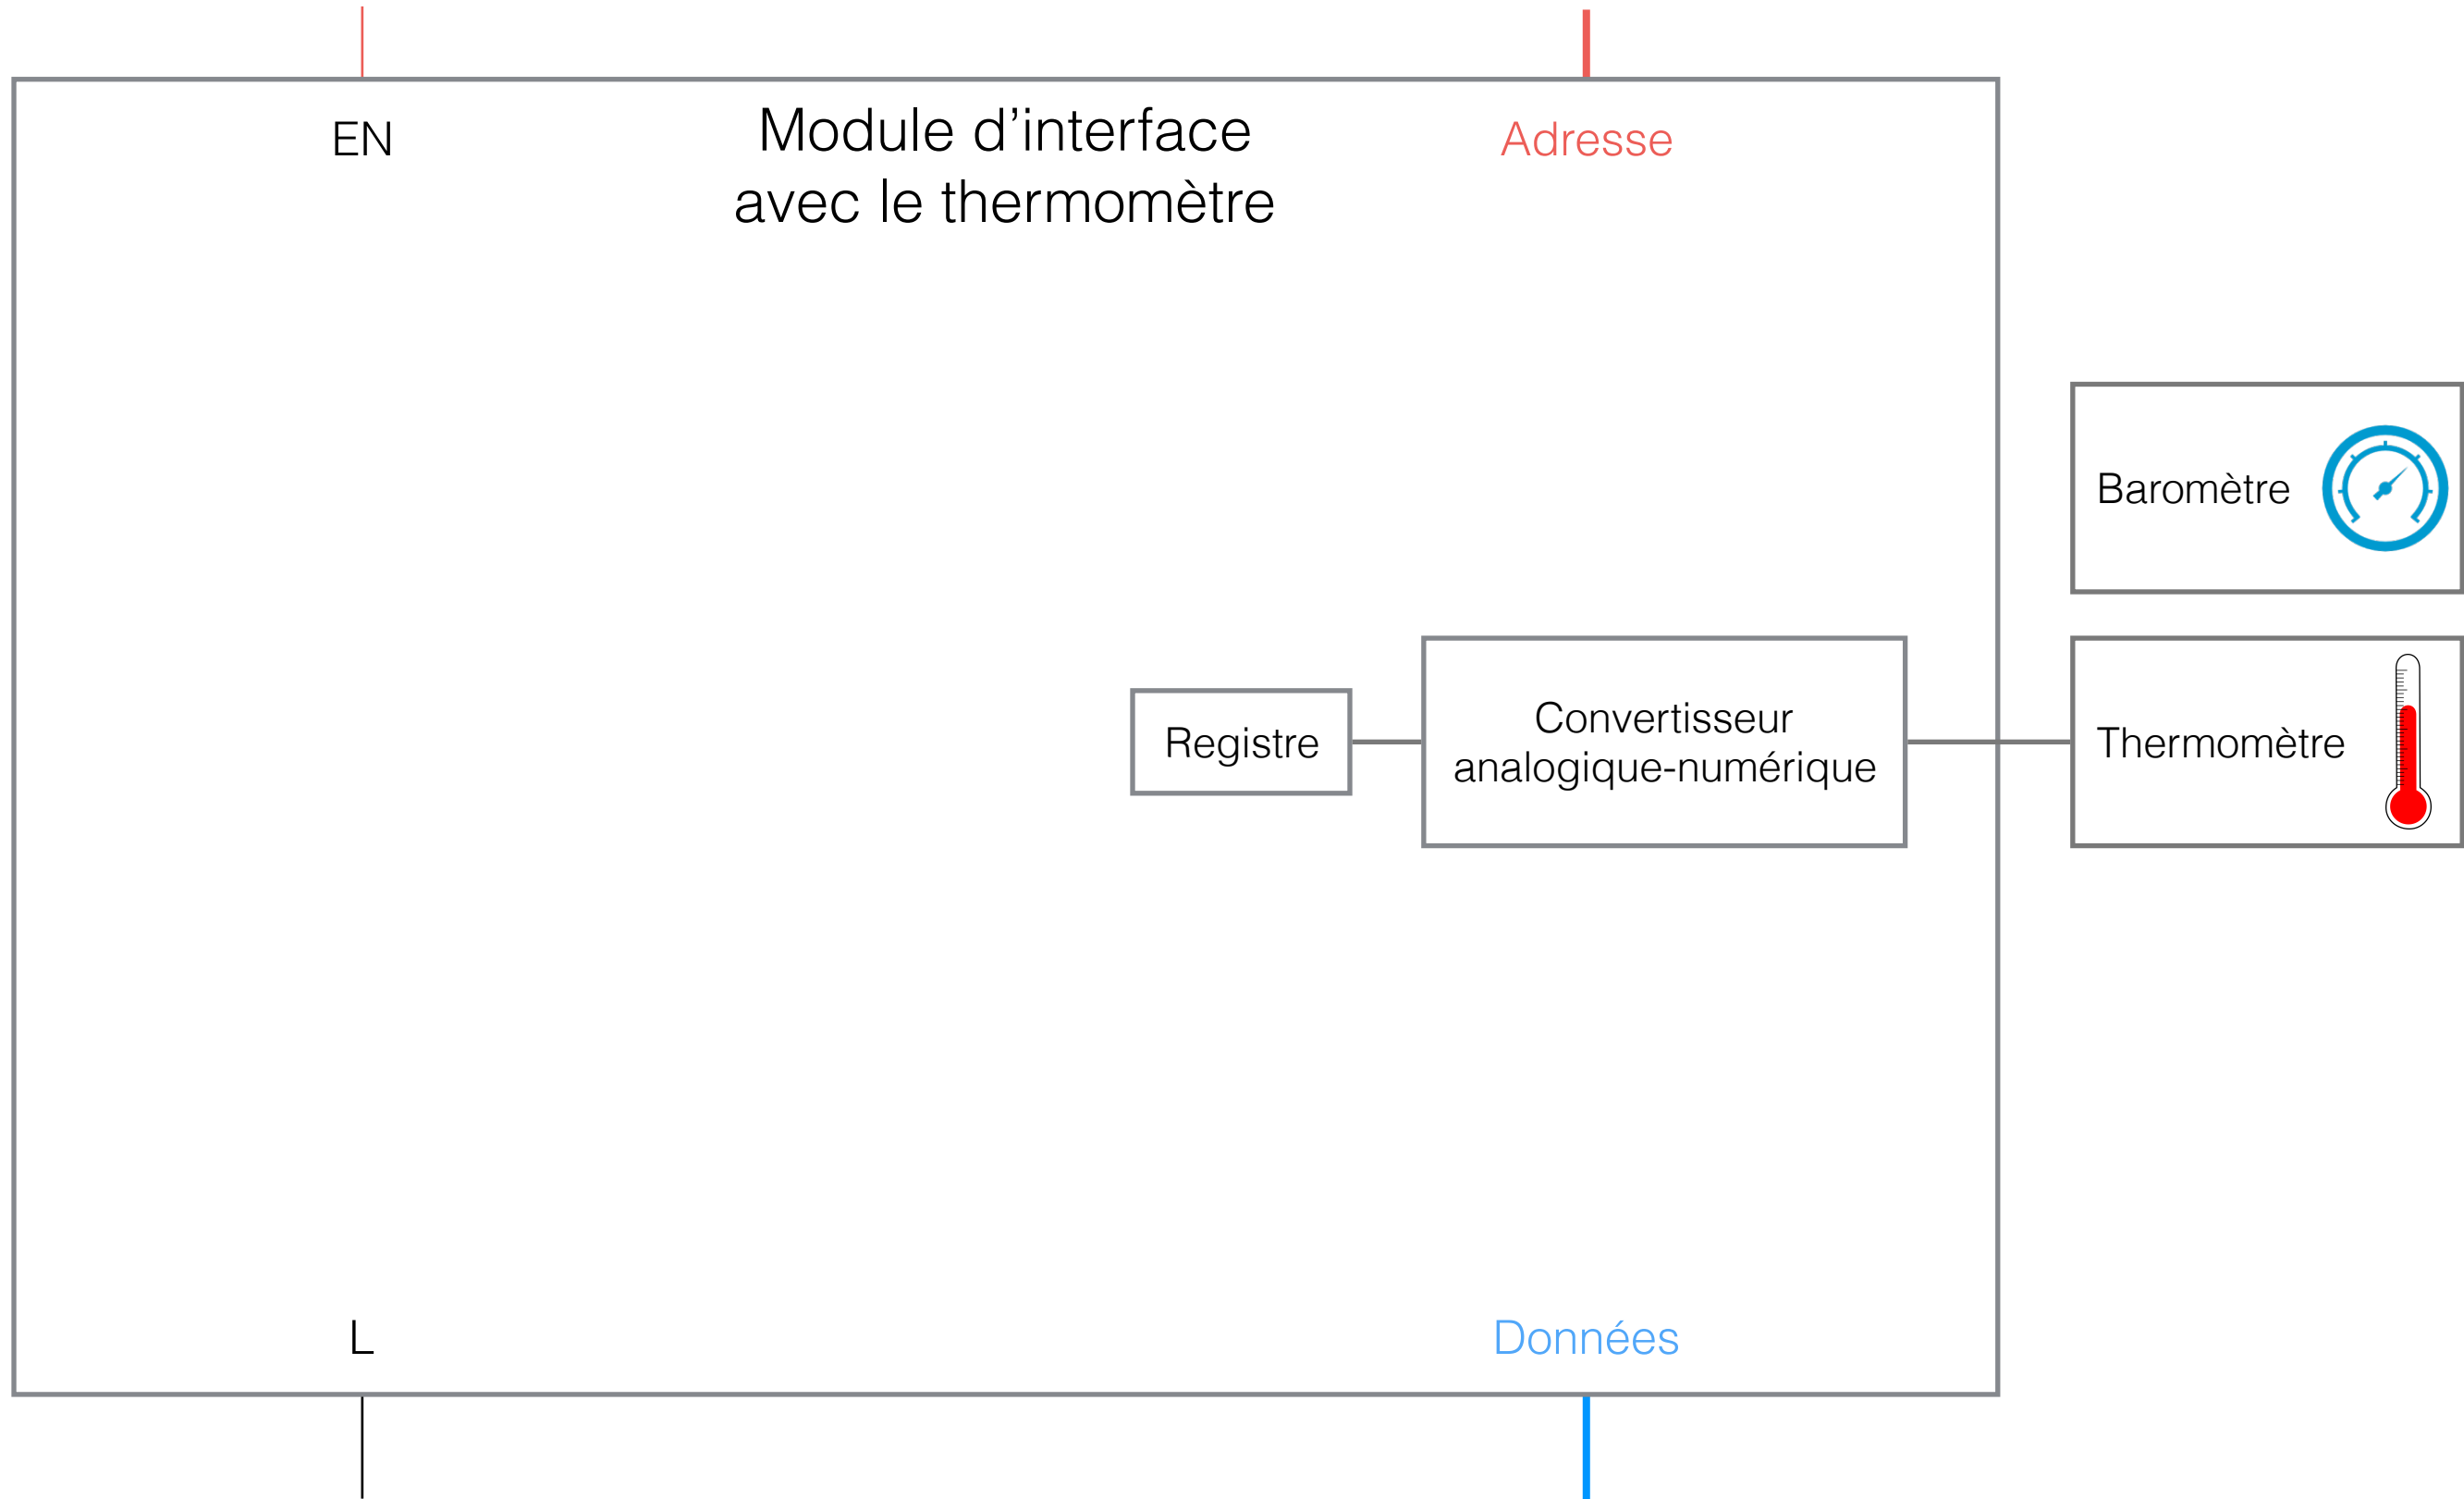 EN
Module d’interface
avec le thermomètre
Adresse
Baromètre
Registre
Convertisseur
analogique-numérique
Thermomètre
L
Données